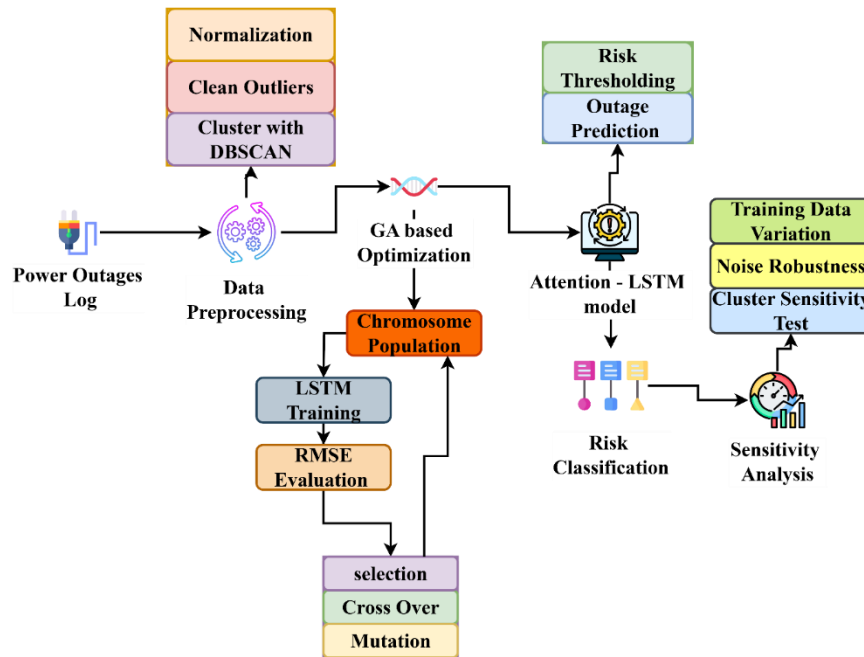 Normalization
Clean Outliers
Cluster with
DBSCAN
Risk
Thresholding
Outage
Prediction
Power Outages
Log
Data
Preprocessing
GA based
Optimization
Attention - LSTM
model
Training Data
Variation
Noise Robustness
Cluster Sensitivity
Test
Chromosome
Population
LSTM
Training
RMSE
Evaluation
Risk
Classification
Sensitivity
Analysis
selection
Cross Over
Mutation